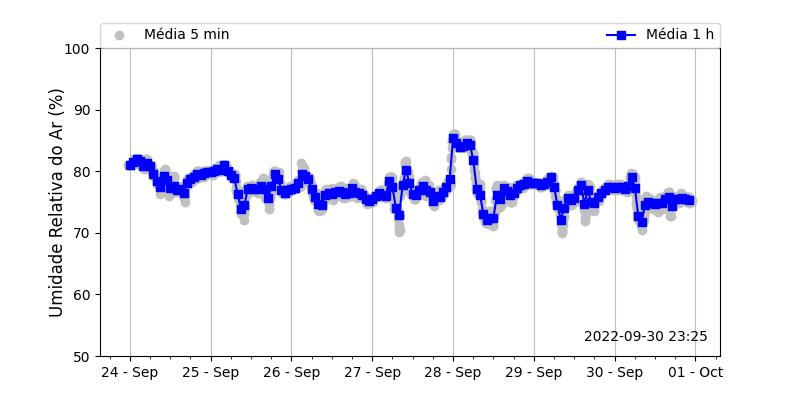 Média 5 min
Média 1 h
Umidade Relativa do Ar (%)
100
90
80
70
60
50
2022-09-30 23:25
24 - Sep
25 - Sep
26 - Sep
27 - Sep
28 - Sep
29 - Sep
30 - Sep
01 - Oct